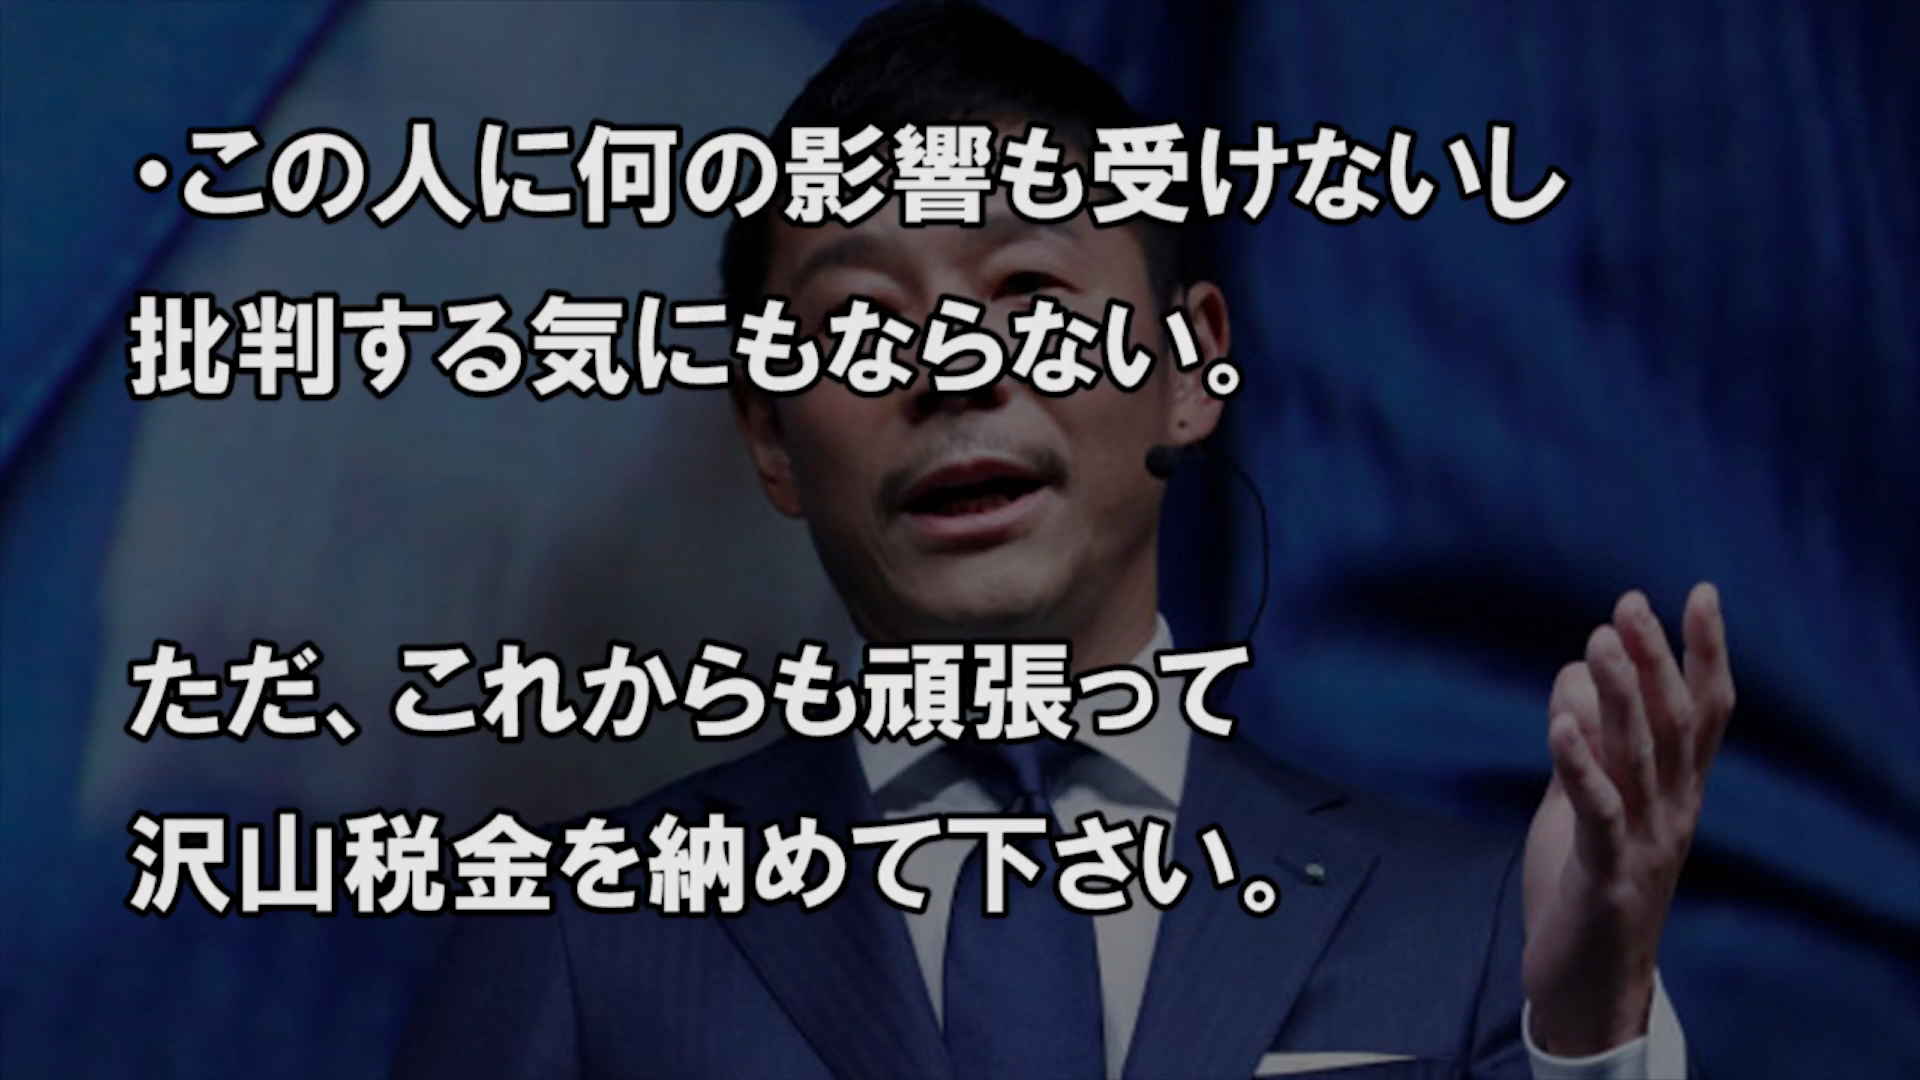 ・この人に何の影響も受けないし
批判する気にもならない。
ただ、これからも頑張って
沢山税金を納めて下さい。